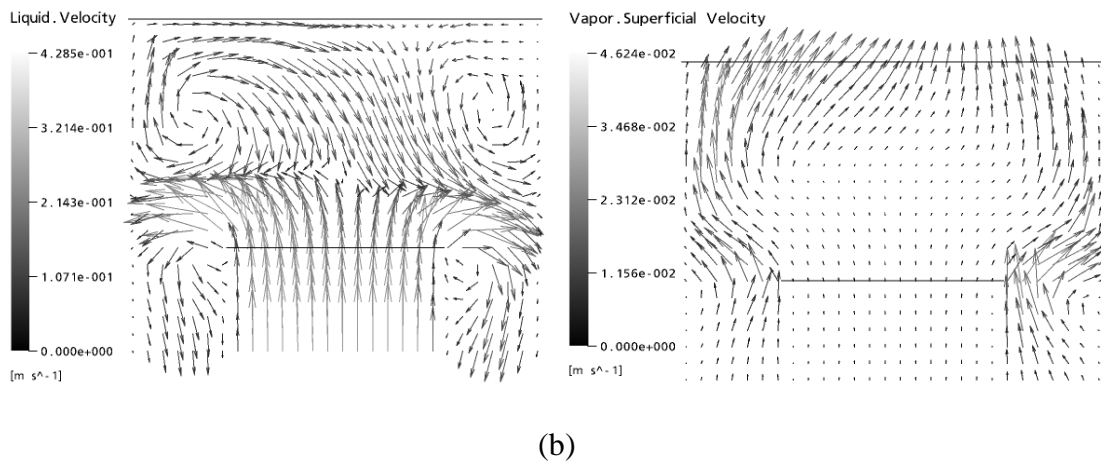 Liquid.Velocity
4.285e-001
3.214e-001
2.143e-001
1.071e-001
0.000e+000
[m s^-1]
Vapor.Superficial Velocity
4.624e-002
3.468e-002
2.312e-002
1.156e-002
0.000e+000
[m s^-1]
(b)